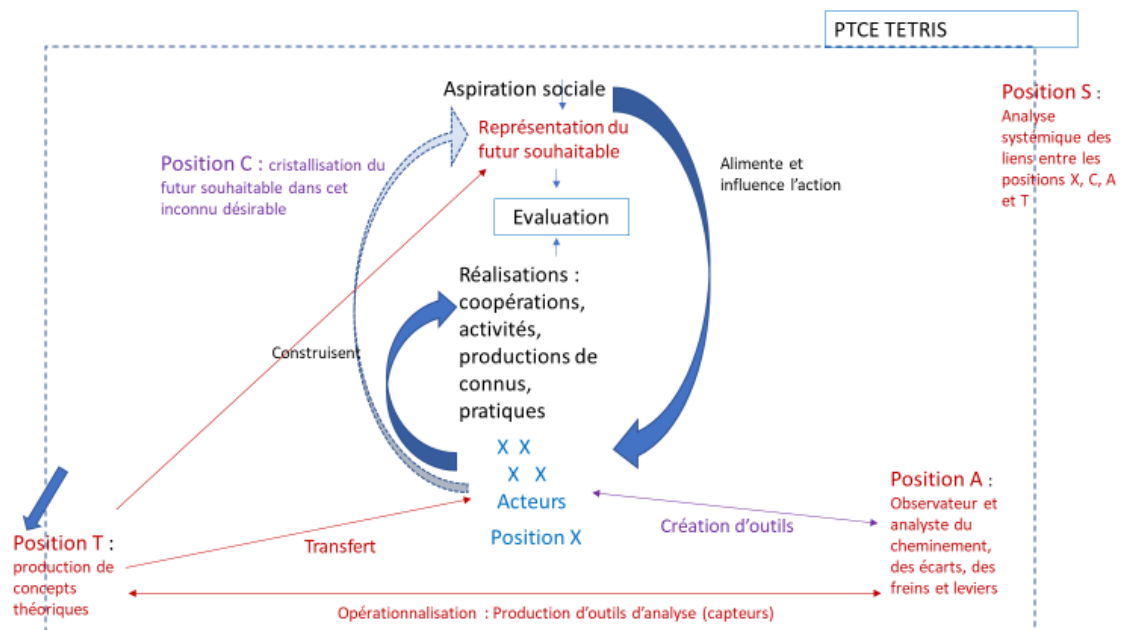 PTCE TETRIS
Aspiration sociale
Représentation du
futur souhaitable
Position S :
Analyse
systémique des
liens entre les
positions X, C, A
et T
Position C : cristallisation du
futur souhaitable dans cet
inconnu désirable
Alimente et
influence l’action
Evaluation
Réalisations :
coopérations,
activités,
productions de
connus,
pratiques
Construisent
X X
X X
Acteurs
Position X
Position A :
Observateur et
analyste du
cheminement,
des écarts, des
freins et leviers
Création d’outils
Position T :
production de
concepts
théoriques
Transfert
Opérationnalisation : Production d’outils d’analyse (capteurs)